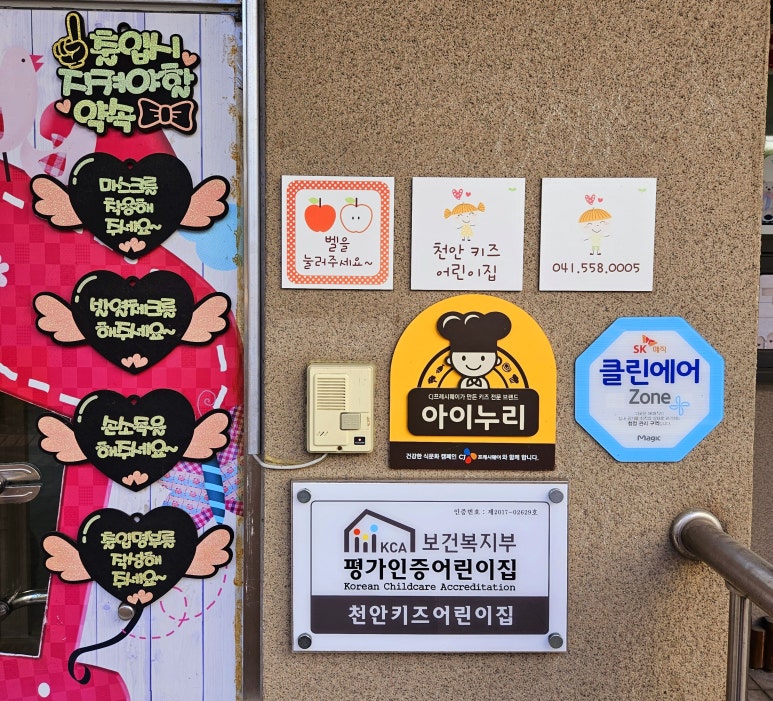 출입시
지켜야할
약속
마스크를
착용해
주세요~
발열체크를
해주세요~
손소독을
해주세요~
출입명부를
작성해
주세요~
벨을
눌러주세요~
천안 키즈
어린이집
041.558.0005
CJ프레시웨이가 만든 키즈 전문 브랜드
아이누리
건강한 식문화 캠페인 CJ 프레시웨이와 함께 합니다.
SK 매직
클린에어
Zone
Magic
인증번호 : 제2017-02629호
KCA 보건복지부
평가인증어린이집
Korean Childcare Accreditation
천안키즈어린이집